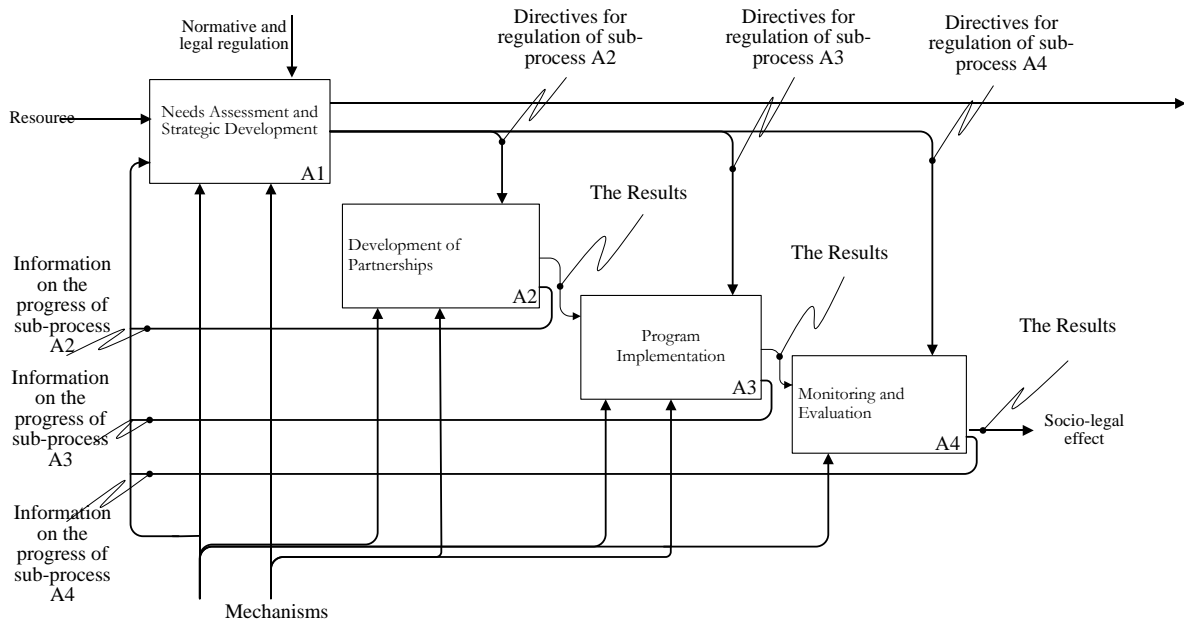 Normative and
legal regulation
Directives for
regulation of sub-
process A2
Directives for
regulation of sub-
process A3
Directives for
regulation of sub-
process A4
Resource
Needs Assessment and
Strategic Development
A1
The Results
Development of
Partnerships
A2
The Results
Information
on the
progress of
sub-process
A2
Program
Implementation
A3
The Results
Information
on the
progress of
sub-process
A3
Monitoring and
Evaluation
A4
Socio-legal
effect
Information
on the
progress of
sub-process
A4
Mechanisms